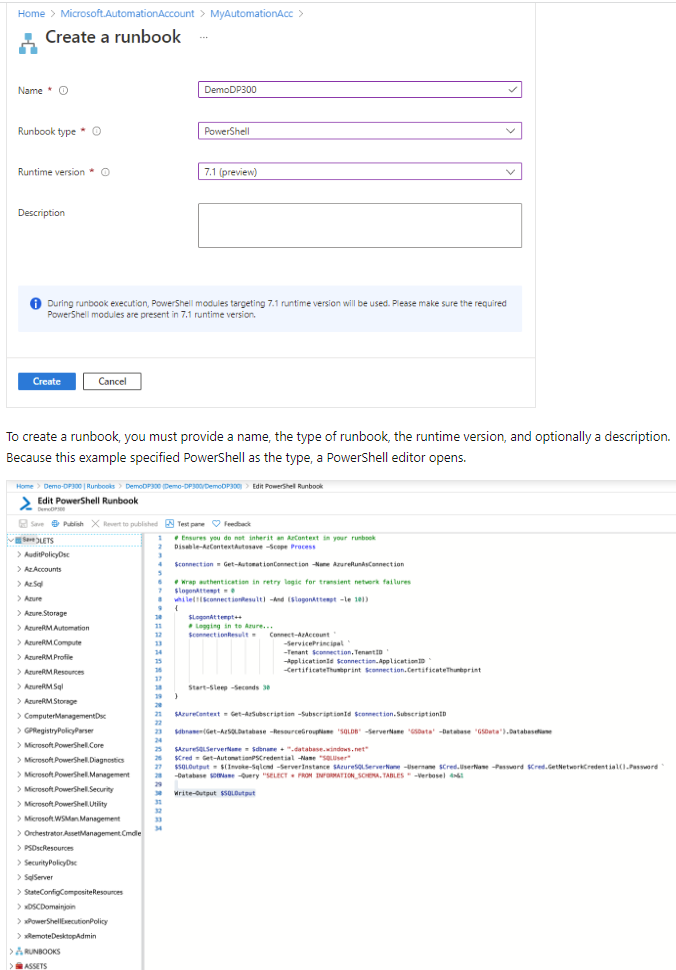 Home > Microsoft.AutomationAccount > MyAutomationAcc >
Create a runbook ...
Name *
DemoDP300
Runbook type *
PowerShell
Runtime version *
7.1 (preview)
Description
During runbook execution, PowerShell modules targeting 7.1 runtime version will be used. Please make sure the required
PowerShell modules are present in 7.1 runtime version.
Create
Cancel
To create a runbook, you must provide a name, the type of runbook, the runtime version, and optionally a description.
Because this example specified PowerShell as the type, a PowerShell editor opens.
Home > Demo-DP300 | Runbooks > DemoDP300 (Demo-DP300/DemoDP300) > Edit PowerShell Runbook
Edit PowerShell Runbook
DemoDP300
Save Publish Revert to published Test pane Feedback
Save DLETS
> AuditPolicyDsc
> Az.Accounts
> Az.Sql
> Azure
> Azure.Storage
> AzureRM.Automation
> AzureRM.Compute
> AzureRM.Profile
> AzureRM.Resources
> AzureRM.Sql
> AzureRM.Storage
> ComputerManagementDsc
> GPRegistryPolicyParser
> Microsoft.PowerShell.Core
> Microsoft.PowerShell.Diagnostics
> Microsoft.PowerShell.Management
> Microsoft.PowerShell.Security
> Microsoft.PowerShell.Utility
> Microsoft.WSMan.Management
> Orchestrator.AssetManagement.Cmdle
> PSDscResources
> SecurityPolicyDsc
> SqlServer
> StateConfigCompositeResources
> xDSCDomainjoin
> xPowerShellExecutionPolicy
> xRemoteDesktopAdmin
> RUNBOOKS
> ASSETS
1 # Ensures you do not inherit an AzContext in your runbook
2 Disable-AzContextAutosave -Scope Process
3
4 $connection = Get-AutomationConnection -Name AzureRunAsConnection
5
6 # Wrap authentication in retry logic for transient network failures
7 $logonAttempt = 0
8 while(!($connectionResult) -And ($logonAttempt -le 10))
9 {
10 $LogonAttempt++
11 # Logging in to Azure...
12 $connectionResult = Connect-AzAccount `
13 -ServicePrincipal `
14 -Tenant $connection.TenantID `
15 -ApplicationId $connection.ApplicationID `
16 -CertificateThumbprint $connection.CertificateThumbprint
17
18 Start-Sleep -Seconds 30
19 }
20
21 $AzureContext = Get-AzSubscription -SubscriptionId $connection.SubscriptionID
22
23 $dbname=(Get-AzSQLDatabase -ResourceGroupName 'SQLDB' -ServerName 'GSData' -Database 'GSData').DatabaseName
24
25 $AzureSQLServerName = $dbname + ".database.windows.net"
26 $Cred = Get-AutomationPSCredential -Name "SQLUser"
27 $SQLOutput = $(Invoke-Sqlcmd -ServerInstance $AzureSQLServerName -Username $Cred.UserName -Password $Cred.GetNetworkCredential().Password `
28 -Database $DBName -Query "SELECT * FROM INFORMATION_SCHEMA.TABLES " -Verbose) 4>&1
29
30 Write-Output $SQLOutput
31
32
33
34